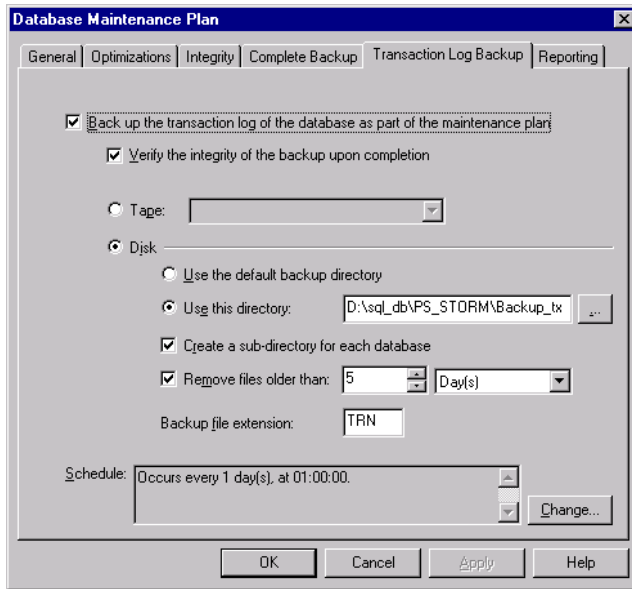 Database Maintenance Plan
General Optimizations Integrity Complete Backup Transaction Log Backup Reporting
Back up the transaction log of the database as part of the maintenance plan
Verify the integrity of the backup upon completion
Tape:
Disk
Use the default backup directory
Use this directory: D:\sql_db\PS_STORM\Backup_tx ...
Create a sub-directory for each database
Remove files older than: 5 Day(s)
Backup file extension: TRN
Schedule: Occurs every 1 day(s), at 01:00:00.
Change...
OK Cancel Apply Help